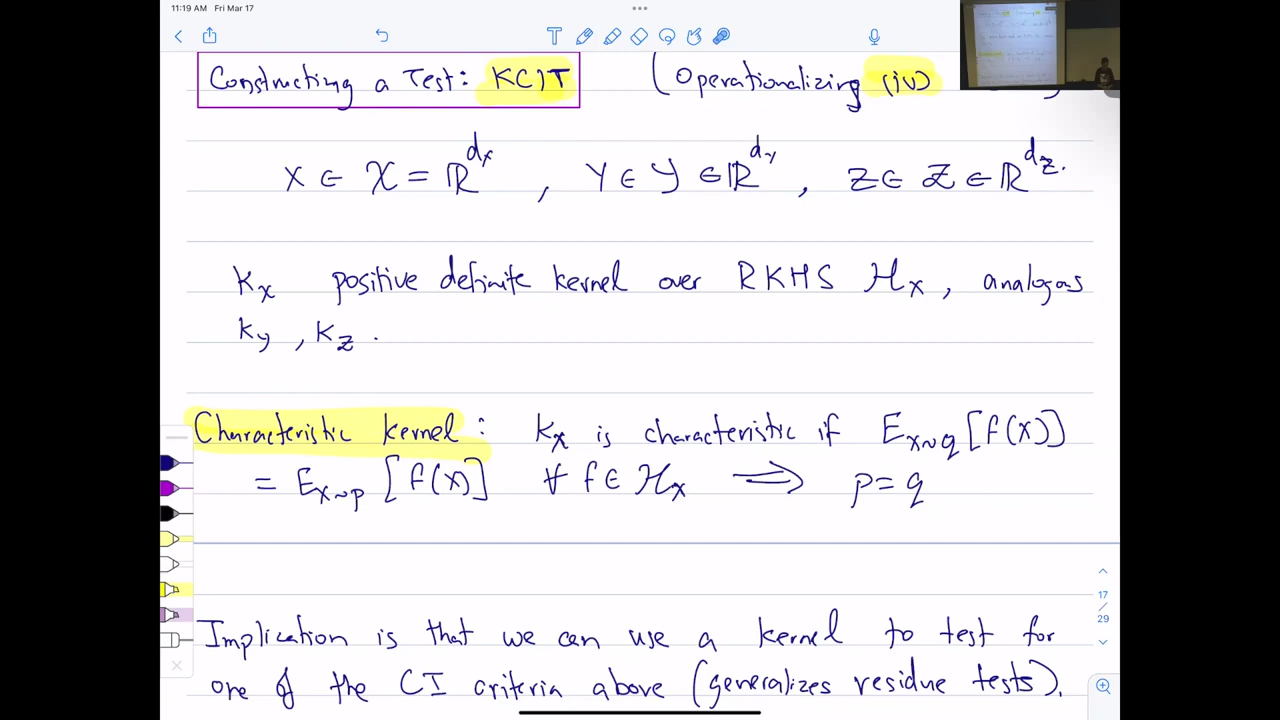 11:19 AM Fri Mar 17
Constructing a Test: KCIT (Operationalizing (iv)
X ∈ 𝒳 = ℝ^{d_x} , Y ∈ 𝒴 ∈ ℝ^{d_y} , Z ∈ 𝒵 ∈ ℝ^{d_z}.
K_x positive definite kernel over RKHS ℋ_x , analogous
K_y , K_z .
Characteristic kernel : K_x is characteristic if E_{x~q} [f(x)]
= E_{x~p} [f(x)] ∀ f ∈ ℋ_x ⟹ p = q
17
/
29
Implication is that we can use a kernel to test for
one of the CI criteria above (generalizes residue tests).